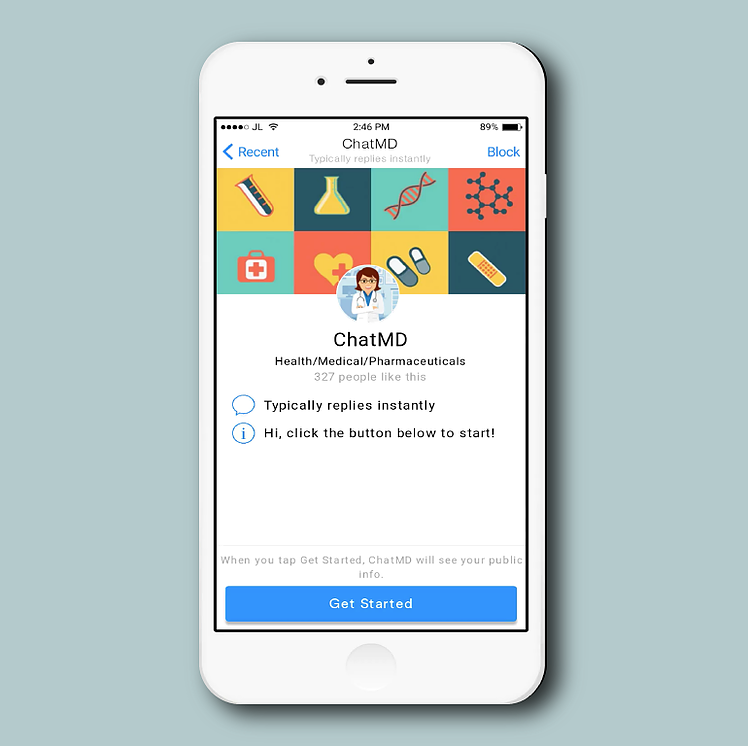 JL 2:46 PM 89%
Recent ChatMD Block
Typically replies instantly
ChatMD
Health/Medical/Pharmaceuticals
327 people like this
Typically replies instantly
i Hi, click the button below to start!
When you tap Get Started, ChatMD will see your public
info.
Get Started